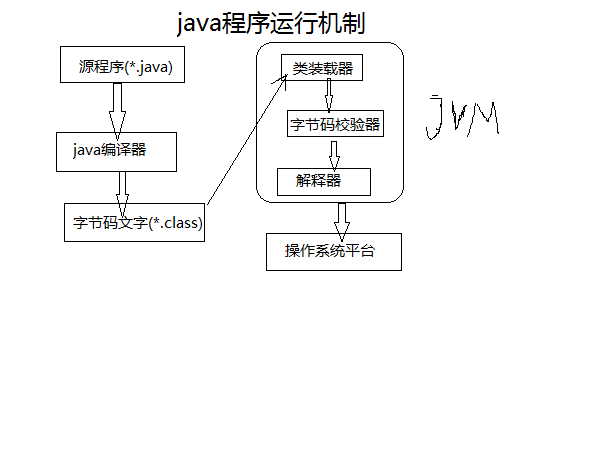 java程序运行机制
源程序(*.java)
java编译器
字节码文字(*.class)
类装载器
字节码校验器
解释器
操作系统平台
JVM